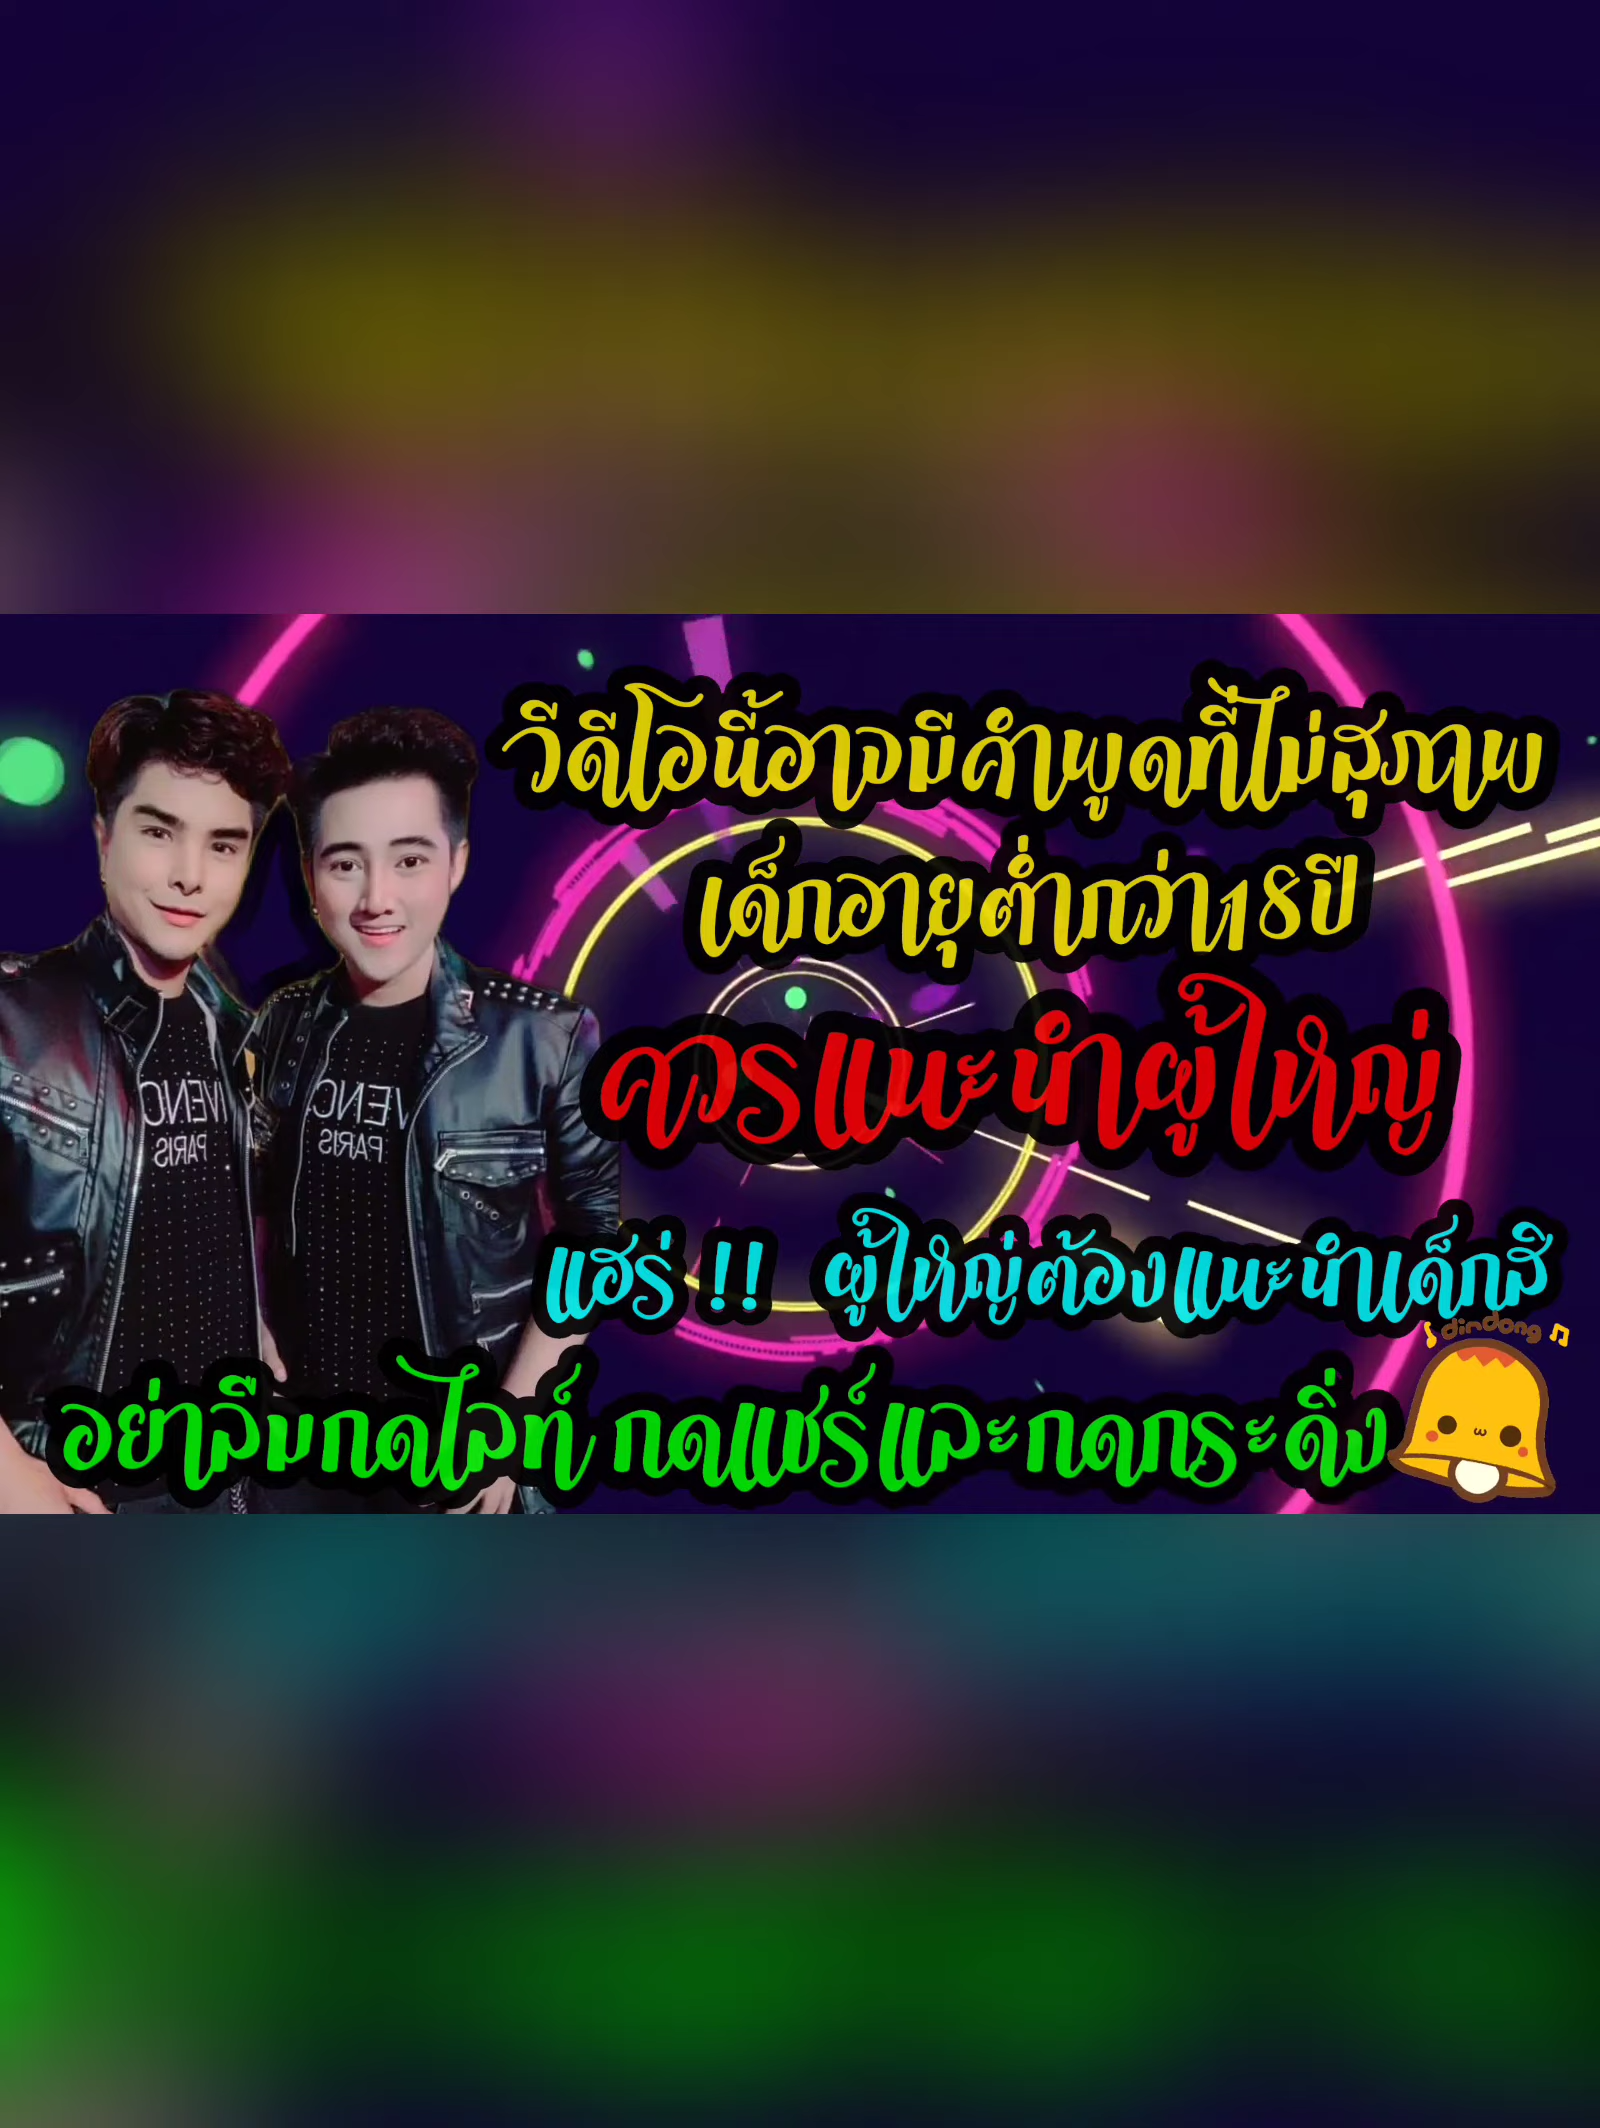 วีดีโอนี้อาจมีคำพูดที่ไม่สุภาพ
เด็กอายุต่ำกว่า18ปี
ควรแนะนำผู้ใหญ่
แฮร่ !! ผู้ใหญ่ต้องแนะนำเด็กสิ
dindong
อย่าลืมกดไลท์ กดแชร์และกดกระดิ่ง
VENC
PARIS
IVENC
PARIS